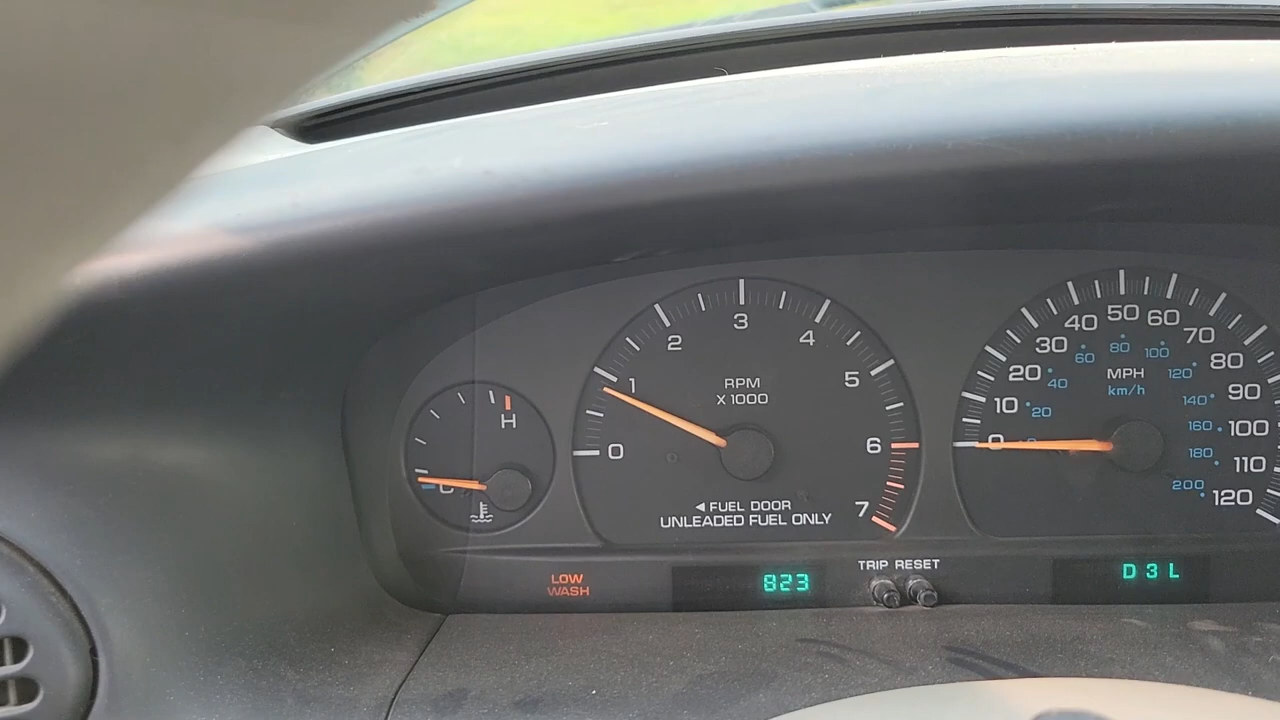 H
C
0
1
2
3
4
5
6
7
RPM
X 1000
◄ FUEL DOOR
UNLEADED FUEL ONLY
0
10
20
30
40
50
60
70
80
90
100
110
120
20
40
60
80
100
120
140
160
180
200
MPH
km/h
TRIP RESET
LOW
WASH
823
D 3 L